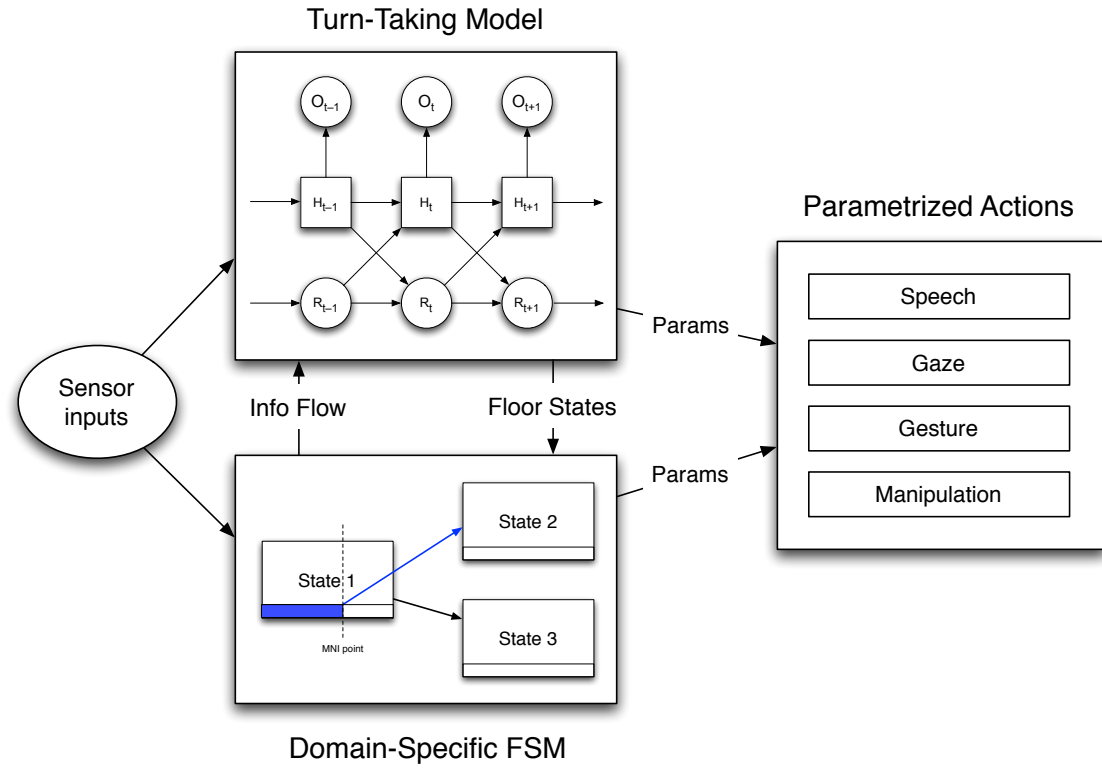 Turn-Taking Model
O_{t–1}
O_t
O_{t+1}
H_{t–1}
H_t
H_{t+1}
R_{t–1}
R_t
R_{t+1}
Sensor
inputs
Info Flow
Floor States
Params
Params
Parametrized Actions
Speech
Gaze
Gesture
Manipulation
State 1
MNI point
State 2
State 3
Domain-Specific FSM